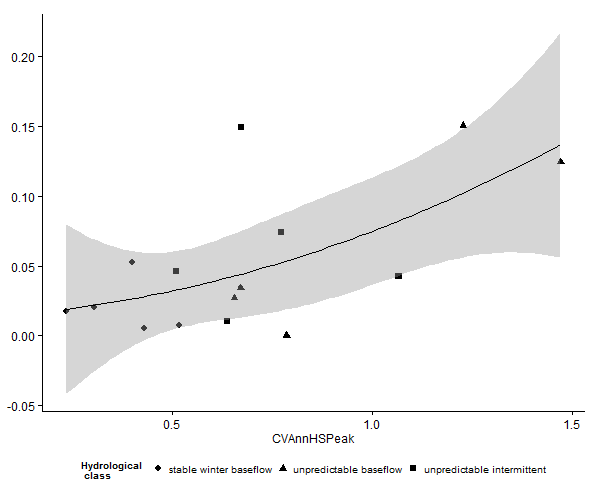 0.20
0.15
0.10
0.05
0.00
-0.05
0.5 1.0 1.5
CVAnnHSPeak
Hydrological
class
stable winter baseflow unpredictable baseflow unpredictable intermittent